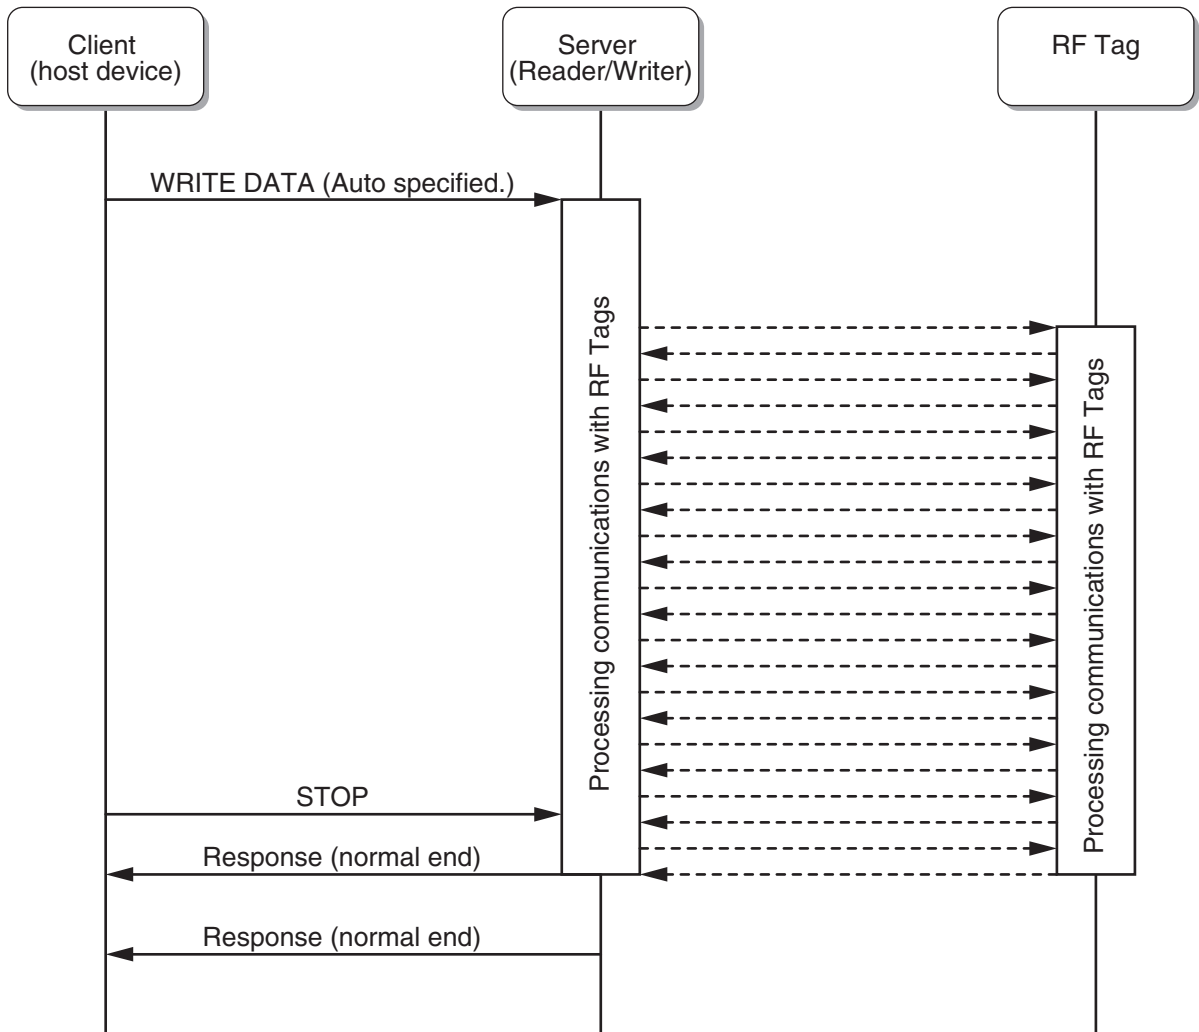 Client
(host device)
Server
(Reader/Writer)
RF Tag
WRITE DATA (Auto specified.)
Processing communications with RF Tags
Processing communications with RF Tags
STOP
Response (normal end)
Response (normal end)